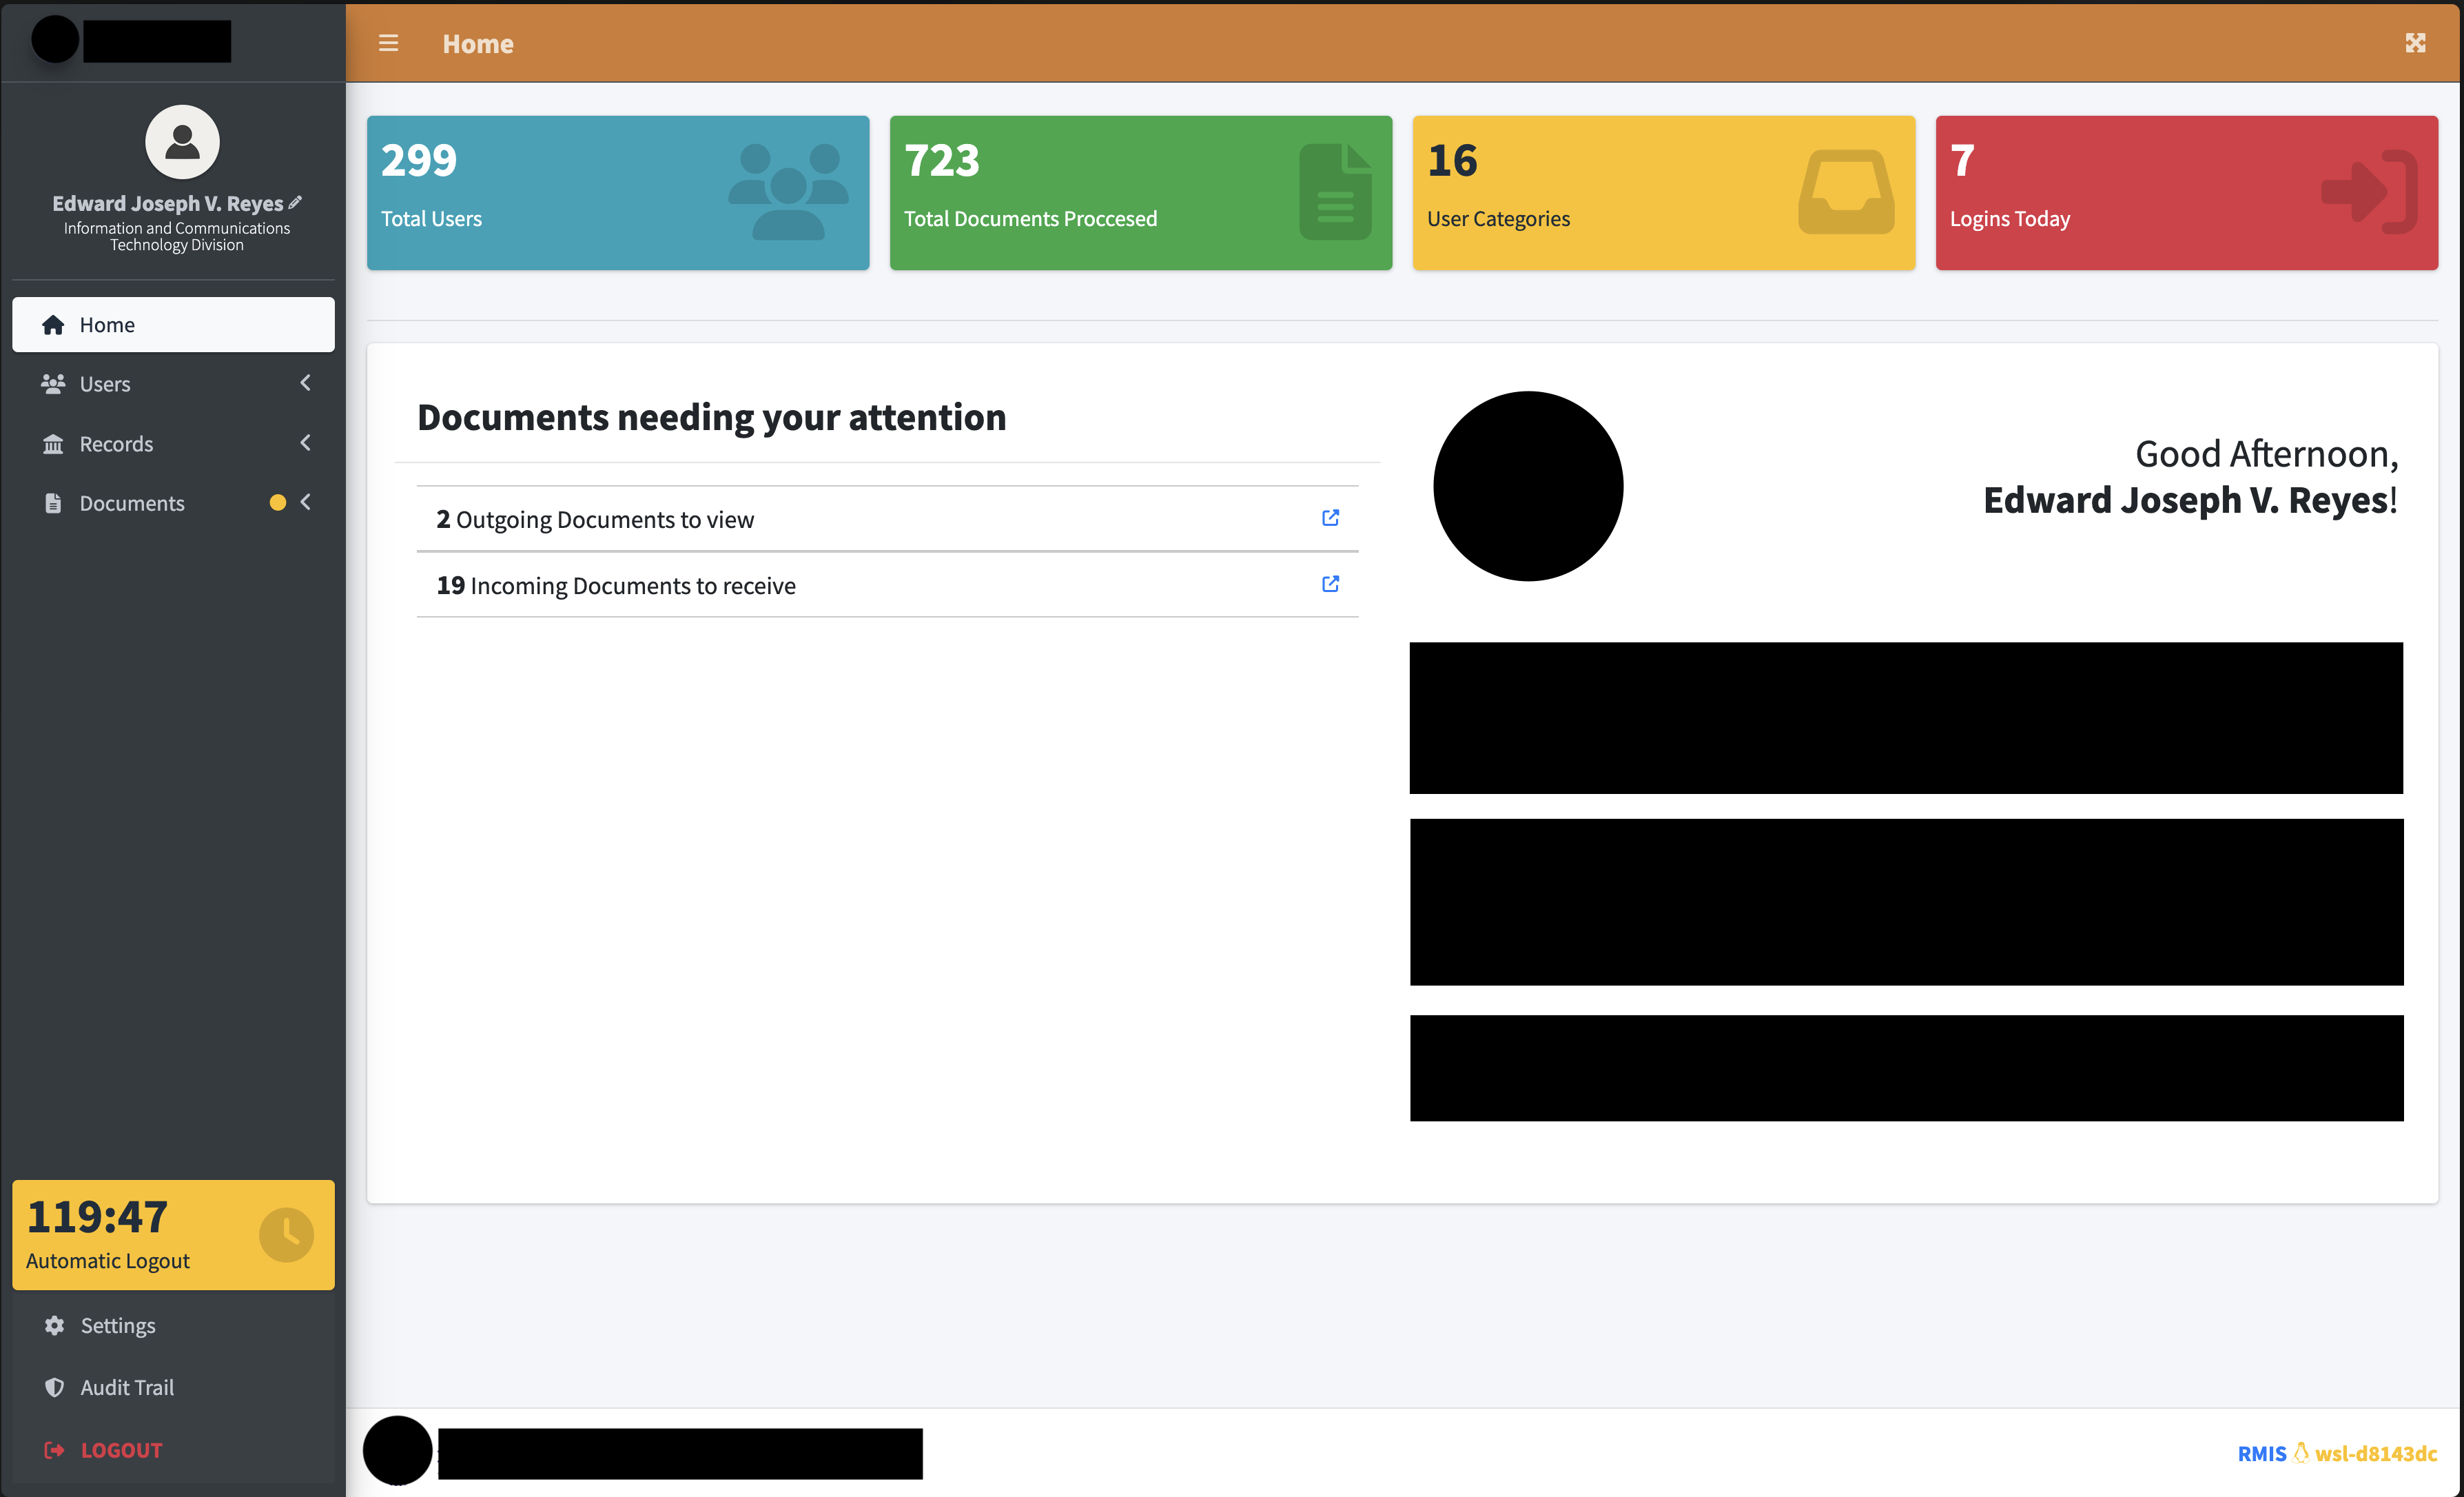 Home
Edward Joseph V. Reyes
Information and Communications
Technology Division
Home
Users
Records
Documents
119:47
Automatic Logout
Settings
Audit Trail
LOGOUT
299
Total Users
723
Total Documents Proccesed
16
User Categories
7
Logins Today
Documents needing your attention
2 Outgoing Documents to view
19 Incoming Documents to receive
Good Afternoon,
Edward Joseph V. Reyes!
RMIS wsl-d8143dc